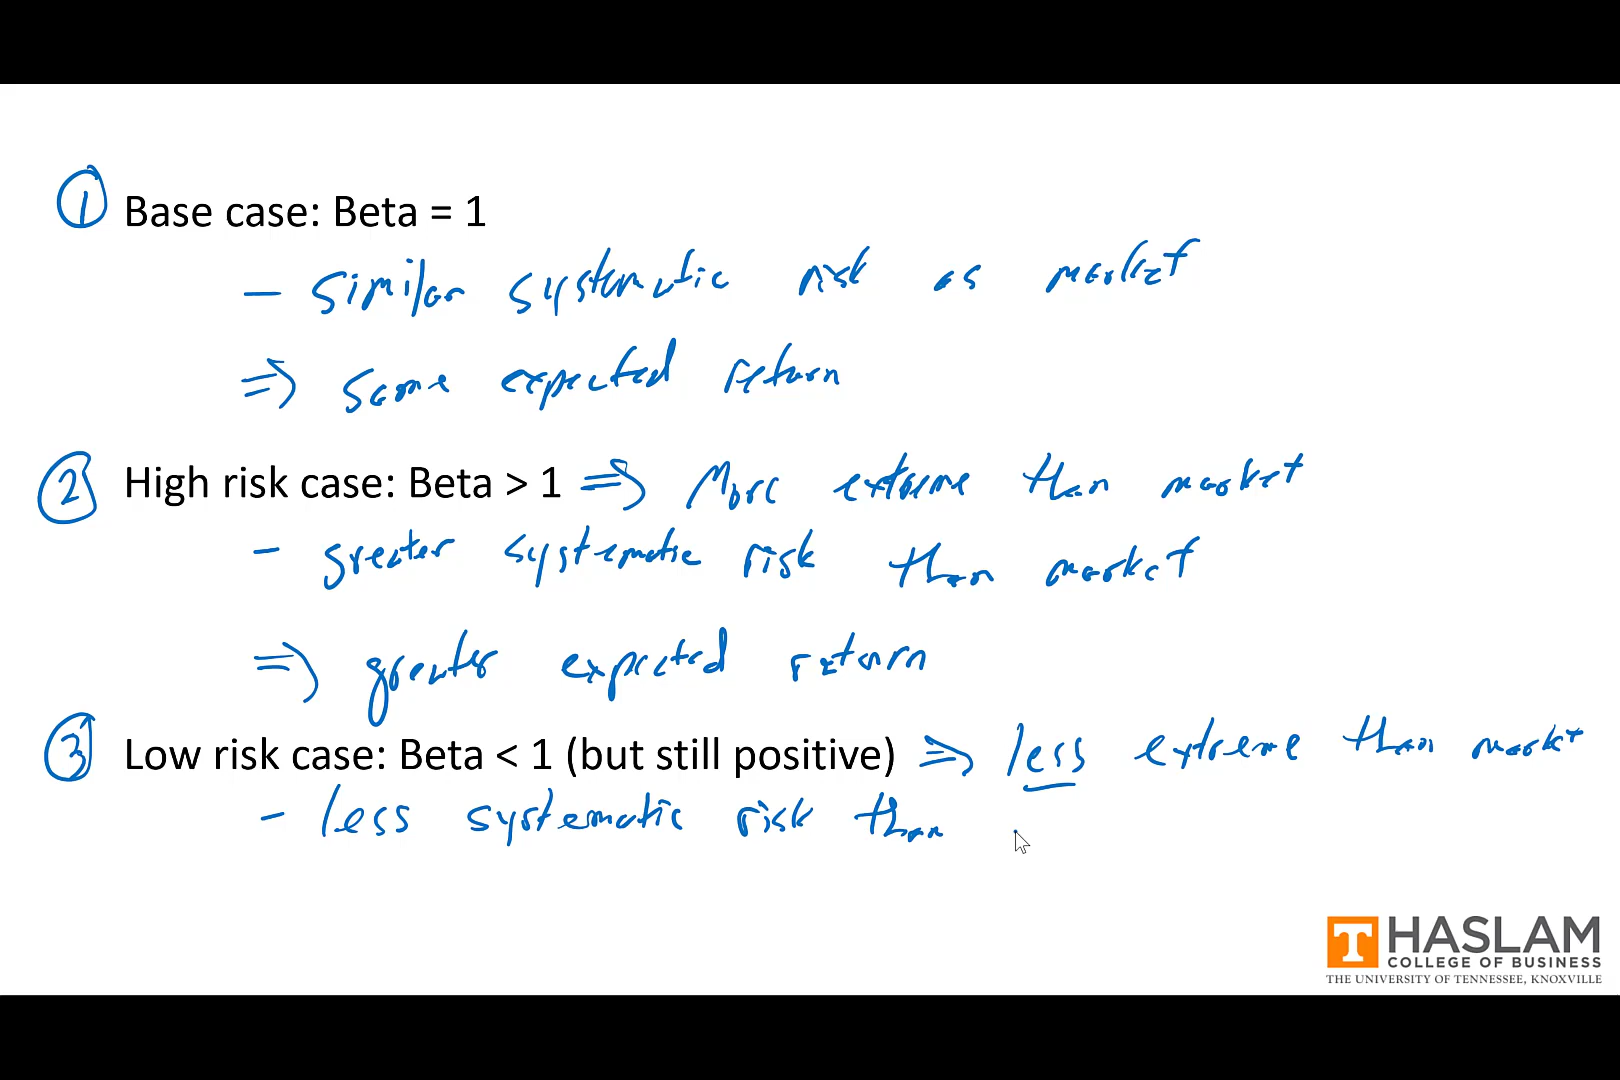 ① Base case: Beta = 1
- similar systematic risk as market
⇒ same expected return
② High risk case: Beta > 1 ⇒ More extreme than market
- greater systematic risk than market
⇒ greater expected return
③ Low risk case: Beta < 1 (but still positive) ⇒ less extreme than market
- less systematic risk than
T HASLAM
COLLEGE OF BUSINESS
THE UNIVERSITY OF TENNESSEE, KNOXVILLE